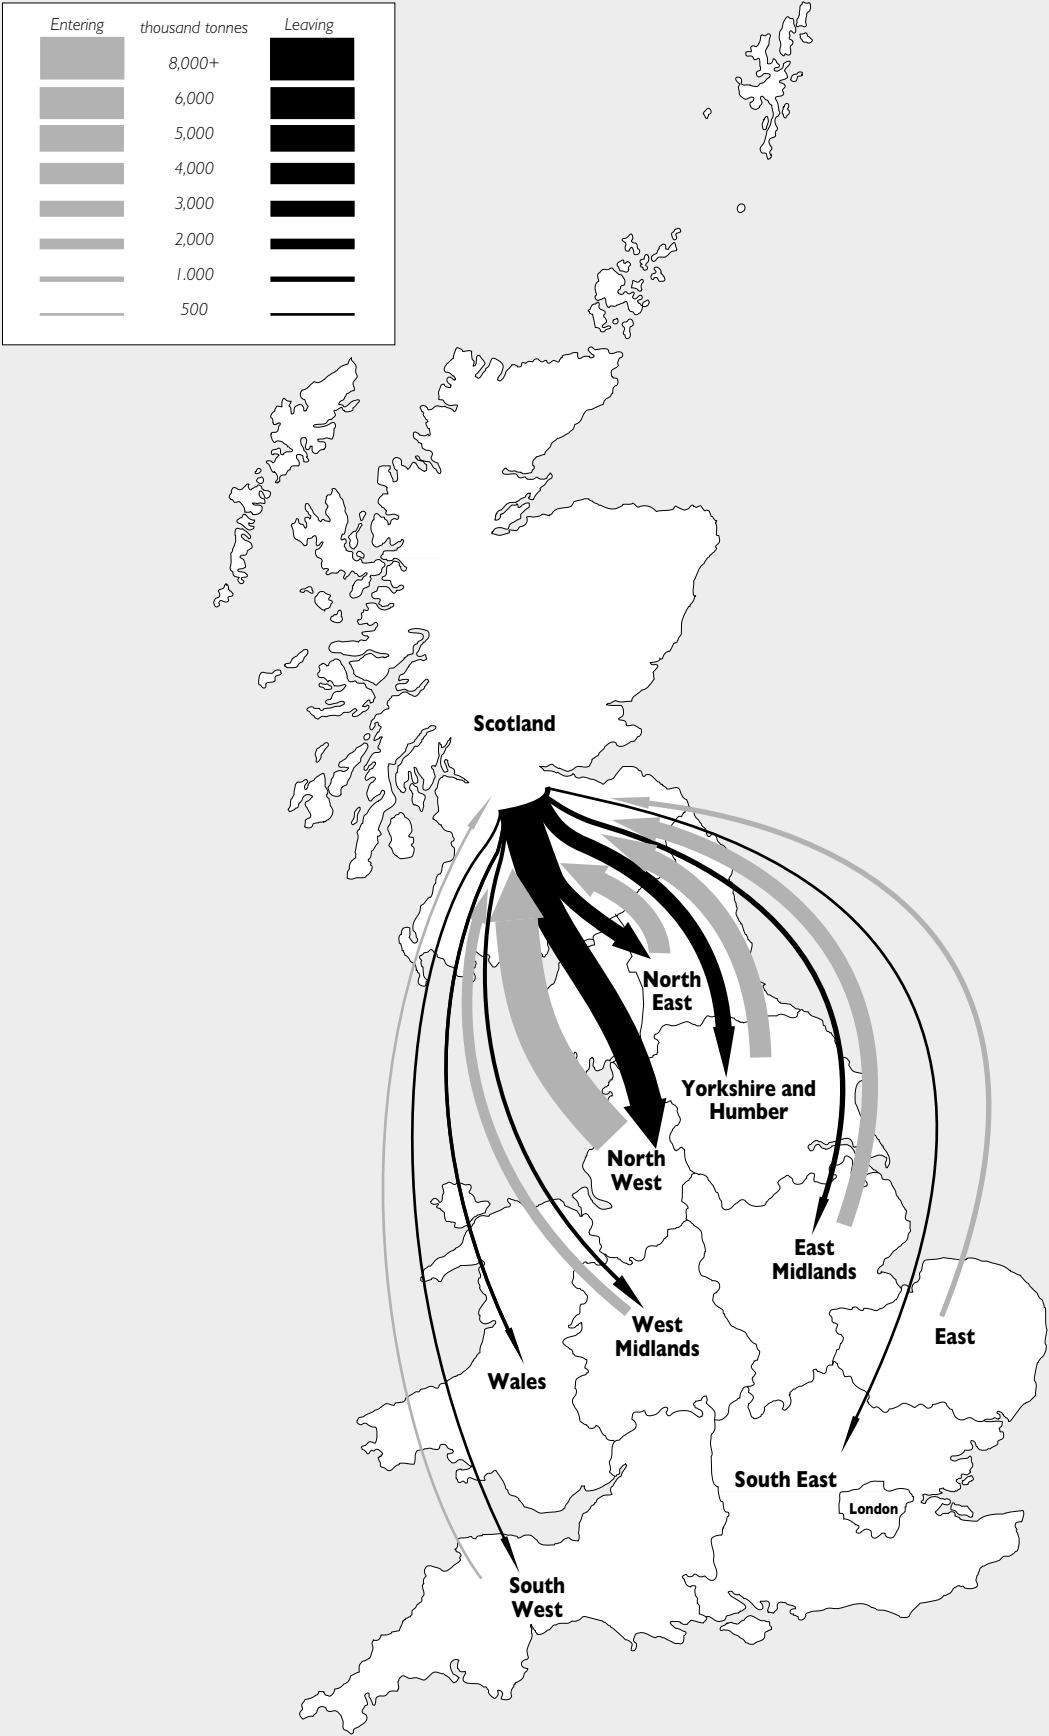 Entering thousand tonnes Leaving
8,000+
6,000
5,000
4,000
3,000
2,000
1.000
500
Scotland
North
East
Yorkshire and
Humber
North
West
East
Midlands
West
Midlands
East
Wales
South East
London
South
West